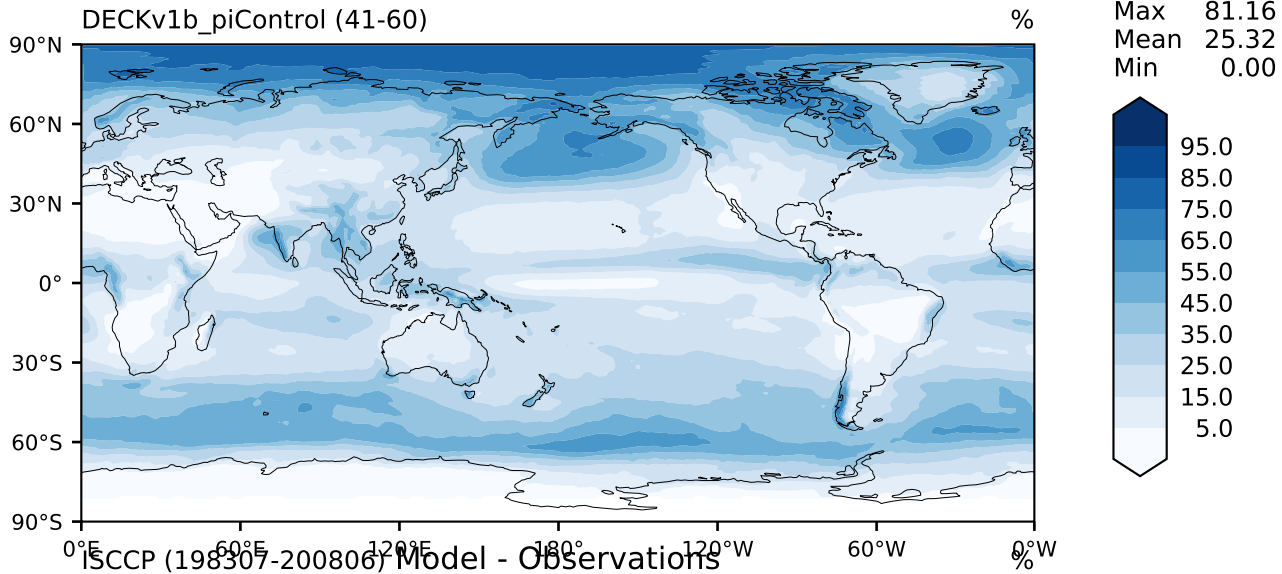 DECKv1b_piControl (41-60) %
Max 81.16
Mean 25.32
Min 0.00
90°N
60°N
30°N
0°
30°S
60°S
90°S
95.0
85.0
75.0
65.0
55.0
45.0
35.0
25.0
15.0
5.0
0°E 60°E 120°E 180° 120°W 60°W 0°W
ISCCP (198307-200806) Model - Observations %